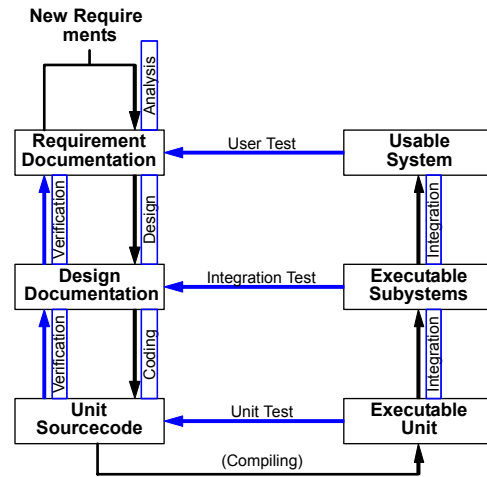 New Require
ments
Analysis
Requirement
Documentation
User Test
Usable
System
Verification
Design
Integration
Design
Documentation
Integration Test
Executable
Subystems
Verification
Coding
Integration
Unit
Sourcecode
Unit Test
Executable
Unit
(Compiling)